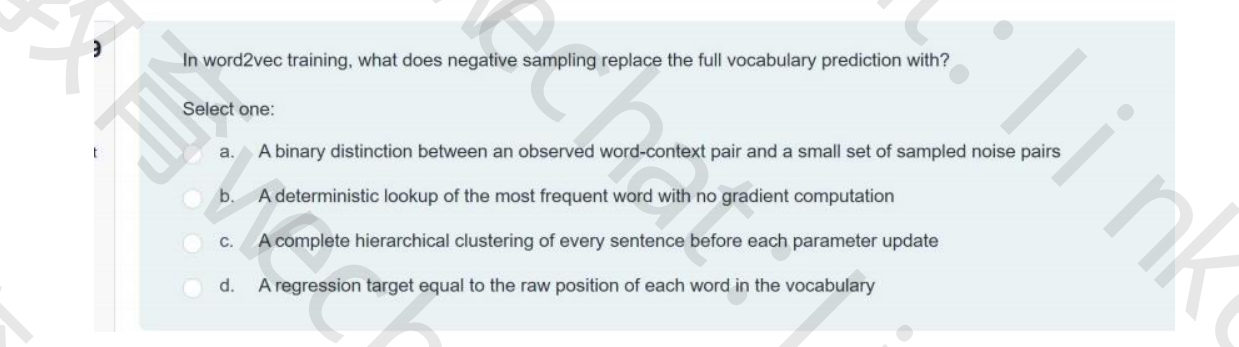 9
In word2vec training, what does negative sampling replace the full vocabulary prediction with?
Select one:
t
a. A binary distinction between an observed word-context pair and a small set of sampled noise pairs
b. A deterministic lookup of the most frequent word with no gradient computation
c. A complete hierarchical clustering of every sentence before each parameter update
d. A regression target equal to the raw position of each word in the vocabulary